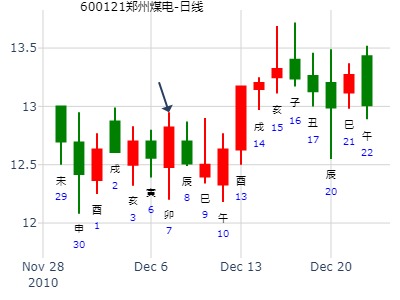 600121郑州煤电-日线
13.5
13
12.5
12
未
29
申
30
酉
1
戌
2
亥
3
寅
6
卯
7
辰
8
巳
9
午
10
酉
13
戌
14
亥
15
子
16
丑
17
辰
20
巳
21
午
22
Nov 28
2010
Dec 6
Dec 13
Dec 20